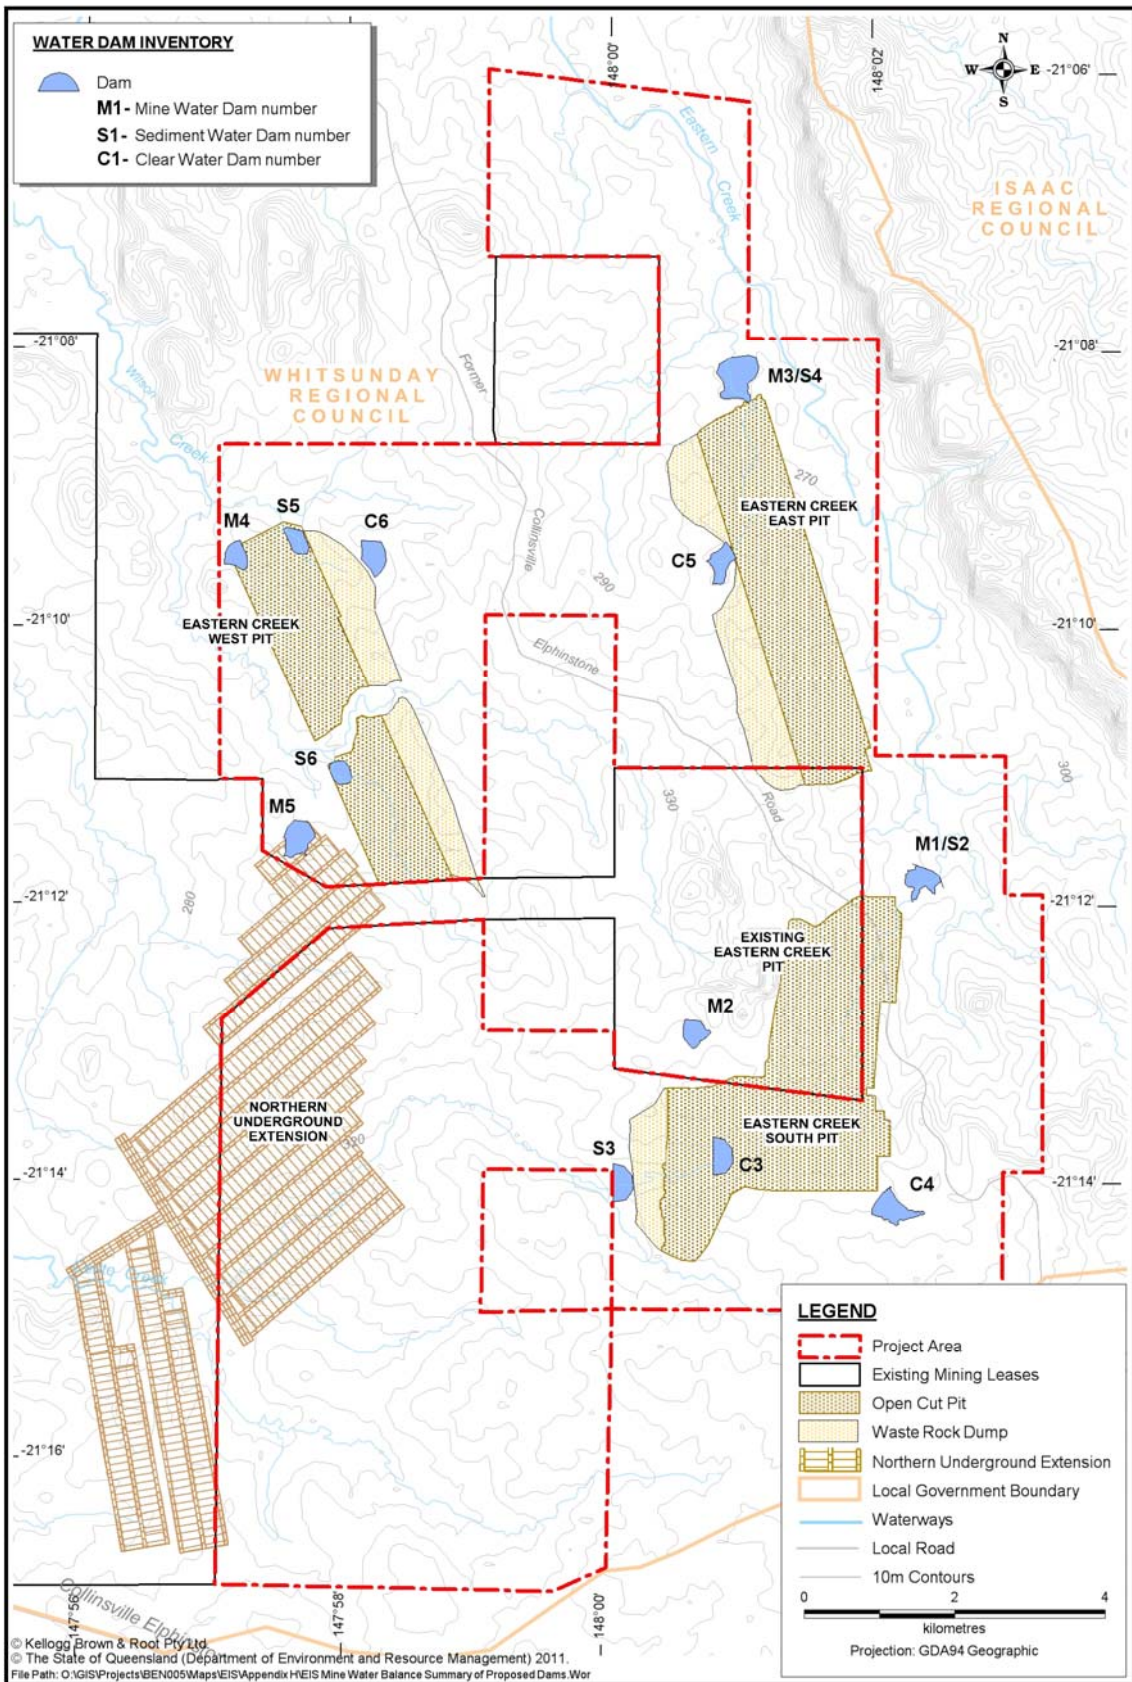 WATER DAM INVENTORY
Dam
M1- Mine Water Dam number
S1- Sediment Water Dam number
C1- Clear Water Dam number
148°00'
148°02'
N
W E
S
-21°06'
Eastern
Creek
ISAAC
REGIONAL
COUNCIL
-21°08'
-21°08'
Wilson
Creek
WHITSUNDAY
REGIONAL
COUNCIL
Former
M3/S4
270
EASTERN CREEK
EAST PIT
M4
S5
C6
Collinsville
C5
290
-21°10'
-21°10'
EASTERN CREEK
WEST PIT
Elphinstone
S6
M5
330
Road
300
M1/S2
280
-21°12'
-21°12'
EXISTING
EASTERN CREEK
PIT
M2
NORTHERN
UNDERGROUND
EXTENSION
320
EASTERN CREEK
SOUTH PIT
S3
C3
C4
-21°14'
-21°14'
Creek
-21°16'
LEGEND
Project Area
Existing Mining Leases
Open Cut Pit
Waste Rock Dump
Northern Underground Extension
Local Government Boundary
Waterways
Local Road
10m Contours
0 2 4
kilometres
Projection: GDA94 Geographic
147°56'
147°58'
148°00'
Collinsville Elphinstone
© Kellogg Brown & Root Pty Ltd
© The State of Queensland (Department of Environment and Resource Management) 2011.
File Path: O:\GIS\Projects\BEN005\Maps\EIS\Appendix H\EIS Mine Water Balance Summary of Proposed Dams.Wor